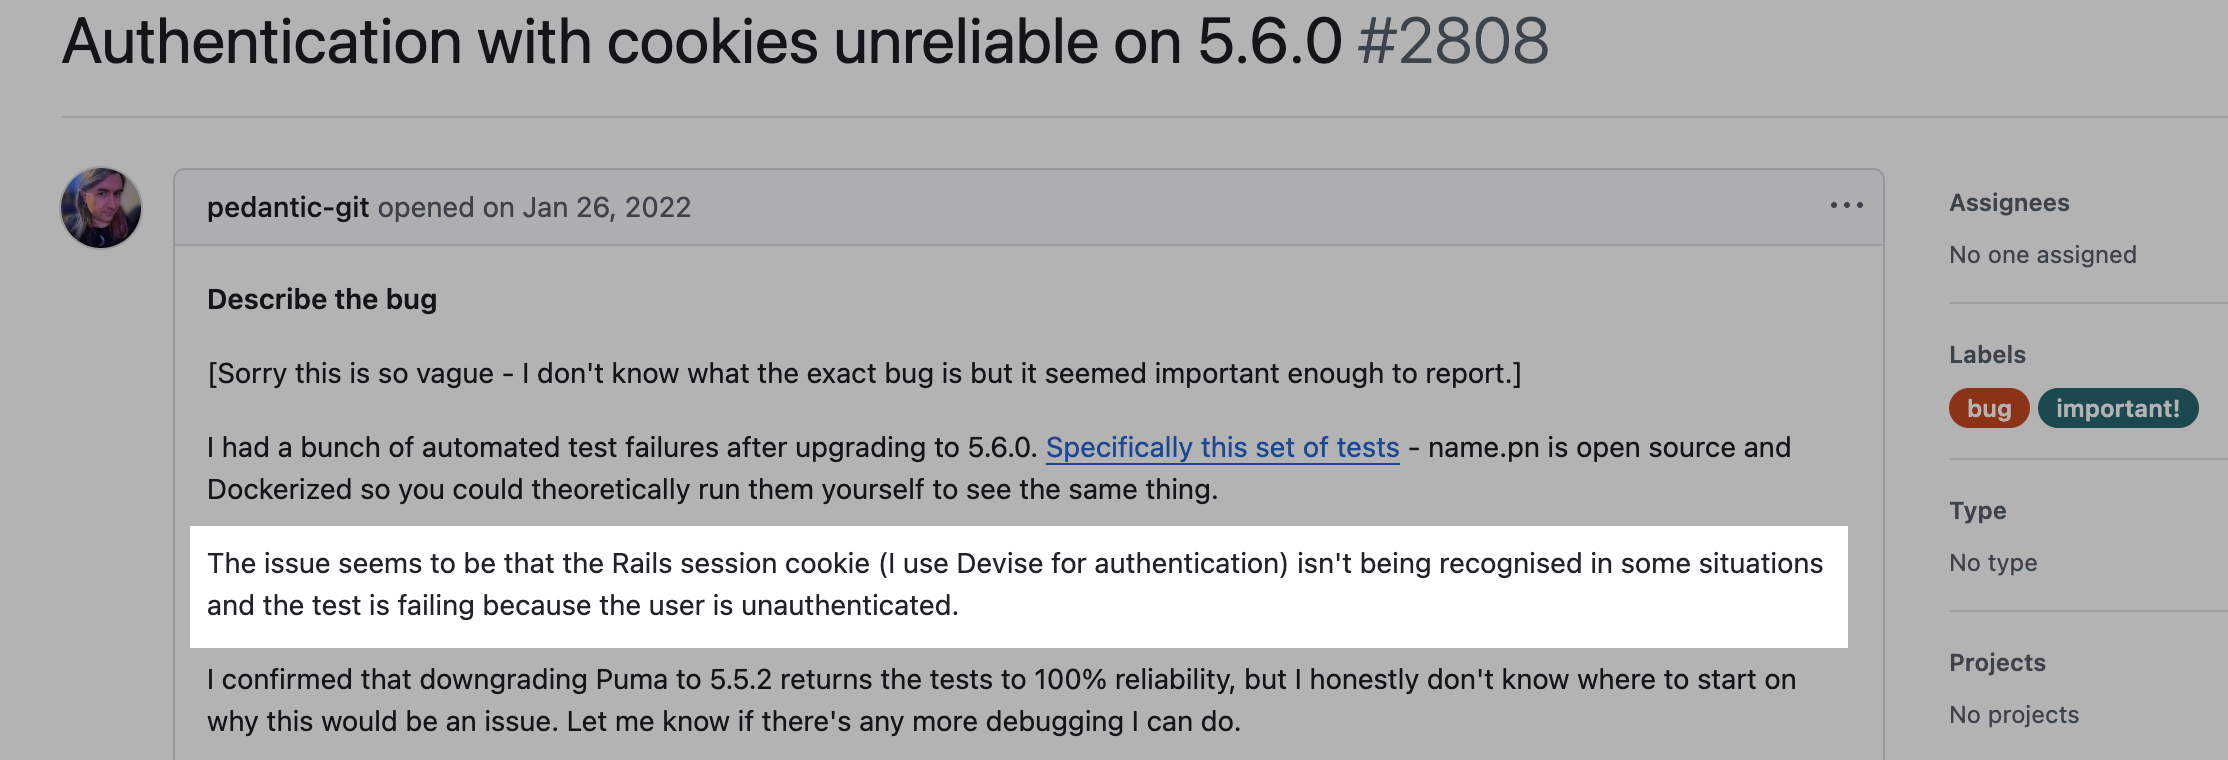 Authentication with cookies unreliable on 5.6.0 #2808
pedantic-git opened on Jan 26, 2022
Describe the bug
[Sorry this is so vague - I don't know what the exact bug is but it seemed important enough to report.]
I had a bunch of automated test failures after upgrading to 5.6.0. Specifically this set of tests - name.pn is open source and
Dockerized so you could theoretically run them yourself to see the same thing.
The issue seems to be that the Rails session cookie (I use Devise for authentication) isn't being recognised in some situations
and the test is failing because the user is unauthenticated.
I confirmed that downgrading Puma to 5.5.2 returns the tests to 100% reliability, but I honestly don't know where to start on
why this would be an issue. Let me know if there's any more debugging I can do.
Assignees
No one assigned
Labels
bug important!
Type
No type
Projects
No projects